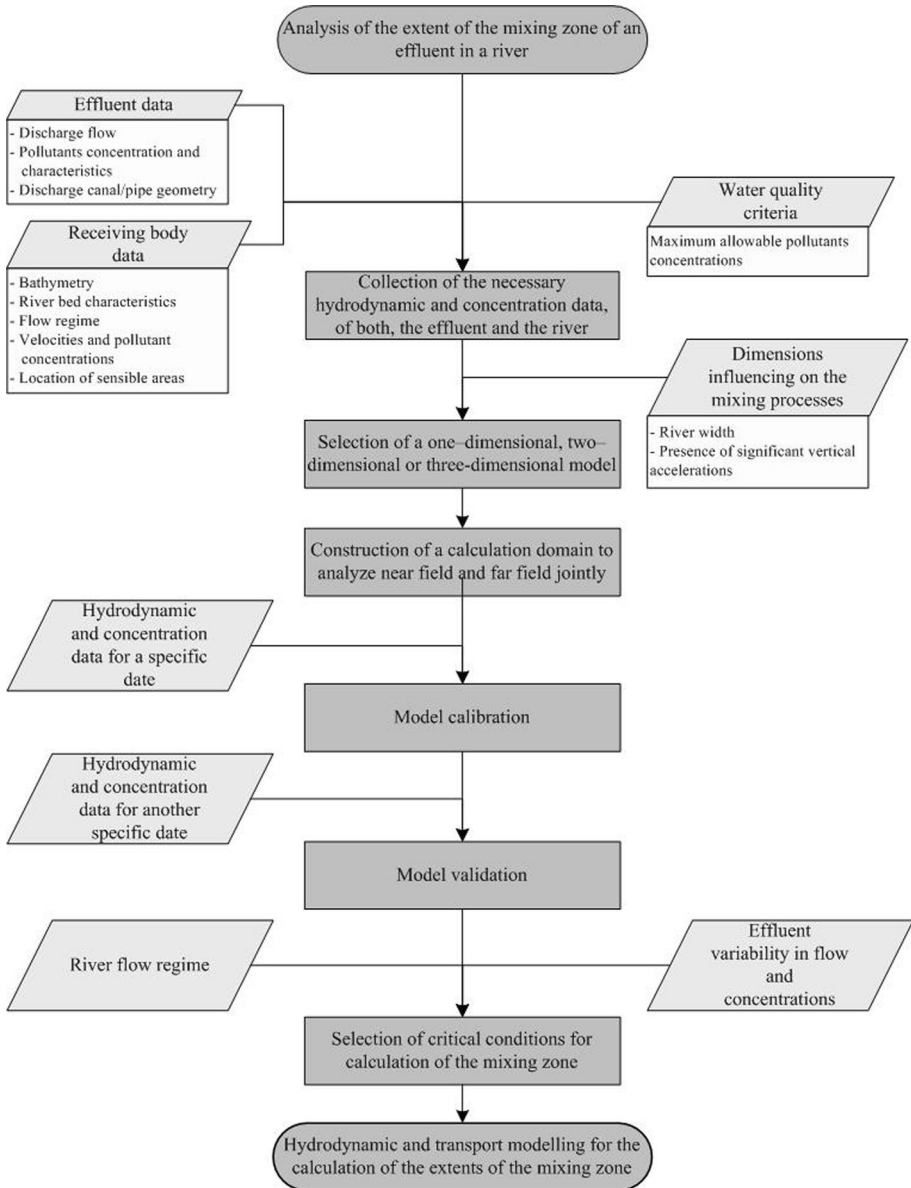 Analysis of the extent of the mixing zone of an
effluent in a river
Effluent data
- Discharge flow
- Pollutants concentration and
characteristics
- Discharge canal/pipe geometry
Water quality
criteria
Maximum allowable pollutants
concentrations
Receiving body
data
- Bathymetry
- River bed characteristics
- Flow regime
- Velocities and pollutant
concentrations
- Location of sensible areas
Collection of the necessary
hydrodynamic and concentration data,
of both, the effluent and the river
Dimensions
influencing on the
mixing processes
- River width
- Presence of significant vertical
accelerations
Selection of a one–dimensional, two–
dimensional or three-dimensional model
Construction of a calculation domain to
analyze near field and far field jointly
Hydrodynamic
and concentration
data for a specific
date
Model calibration
Hydrodynamic
and concentration
data for another
specific date
Model validation
River flow regime
Effluent
variability in flow
and
concentrations
Selection of critical conditions for
calculation of the mixing zone
Hydrodynamic and transport modelling for the
calculation of the extents of the mixing zone